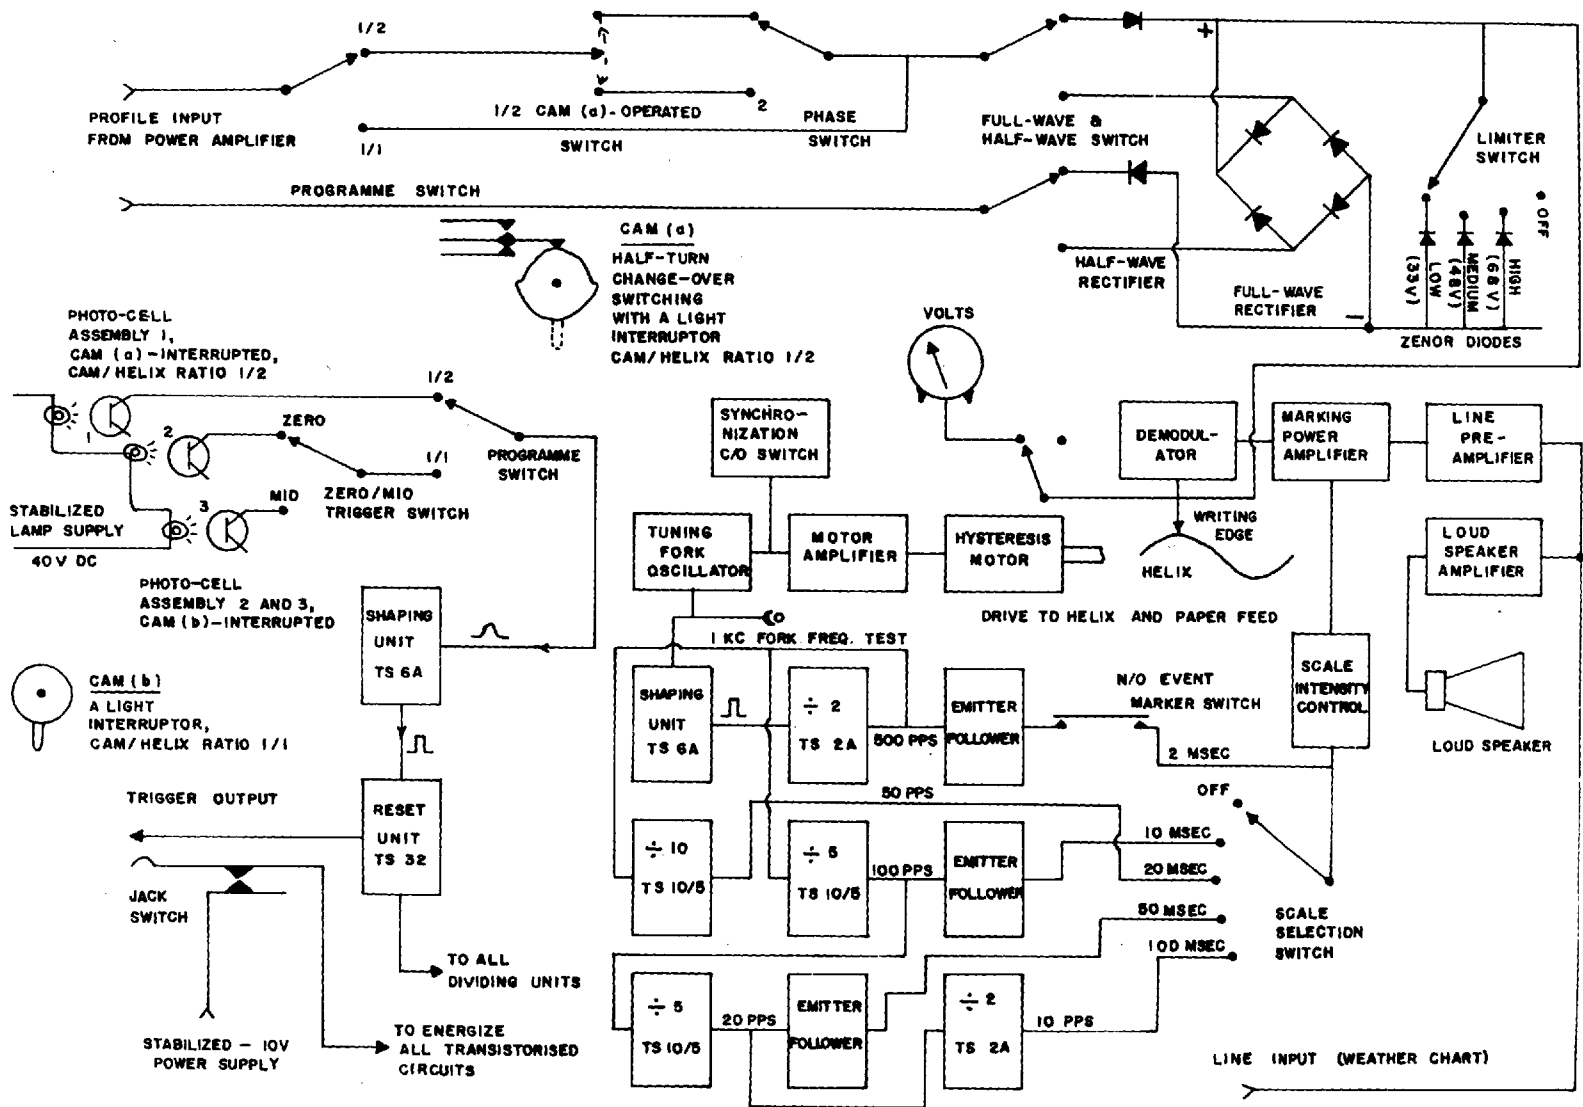 1/2
PROFILE INPUT
FROM POWER AMPLIFIER
1/1
1/2 CAM (a)-OPERATED
SWITCH
2
PHASE
SWITCH
FULL-WAVE &
HALF-WAVE SWITCH
+
LIMITER
SWITCH
OFF
PROGRAMME SWITCH
CAM (a)
HALF-TURN
CHANGE-OVER
SWITCHING
WITH A LIGHT
INTERRUPTOR
CAM/HELIX RATIO 1/2
HALF-WAVE
RECTIFIER
FULL-WAVE
RECTIFIER
–
LOW
(33V)
MEDIUM
(48V)
HIGH
(68V)
ZENOR DIODES
PHOTO-CELL
ASSEMBLY 1,
CAM (a)-INTERRUPTED,
CAM/HELIX RATIO 1/2
1
2
3
ZERO
MID
1/2
1/1
PROGRAMME
SWITCH
ZERO/MID
TRIGGER SWITCH
STABILIZED
LAMP SUPPLY
40V DC
PHOTO-CELL
ASSEMBLY 2 AND 3,
CAM (b)-INTERRUPTED
CAM (b)
A LIGHT
INTERRUPTOR,
CAM/HELIX RATIO 1/1
SHAPING
UNIT
TS 6A
RESET
UNIT
TS 32
TRIGGER OUTPUT
JACK
SWITCH
TO ALL
DIVIDING UNITS
STABILIZED - 10V
POWER SUPPLY
TO ENERGIZE
ALL TRANSISTORISED
CIRCUITS
VOLTS
SYNCHRO-
NIZATION
C/O SWITCH
DEMODUL-
ATOR
MARKING
POWER
AMPLIFIER
LINE
PRE-
AMPLIFIER
TUNING
FORK
OSCILLATOR
MOTOR
AMPLIFIER
HYSTERESIS
MOTOR
WRITING
EDGE
HELIX
LOUD
SPEAKER
AMPLIFIER
DRIVE TO HELIX AND PAPER FEED
1 KC FORK FREQ. TEST
SHAPING
UNIT
TS 6A
÷ 2
TS 2A
500 PPS
EMITTER
FOLLOWER
N/O EVENT
MARKER SWITCH
2 MSEC
SCALE
INTENSITY
CONTROL
LOUD SPEAKER
50 PPS
OFF
÷ 10
TS 10/5
÷ 5
TS 10/5
100 PPS
EMITTER
FOLLOWER
10 MSEC
20 MSEC
50 MSEC
100 MSEC
SCALE
SELECTION
SWITCH
÷ 5
TS 10/5
20 PPS
EMITTER
FOLLOWER
÷ 2
TS 2A
10 PPS
LINE INPUT (WEATHER CHART)